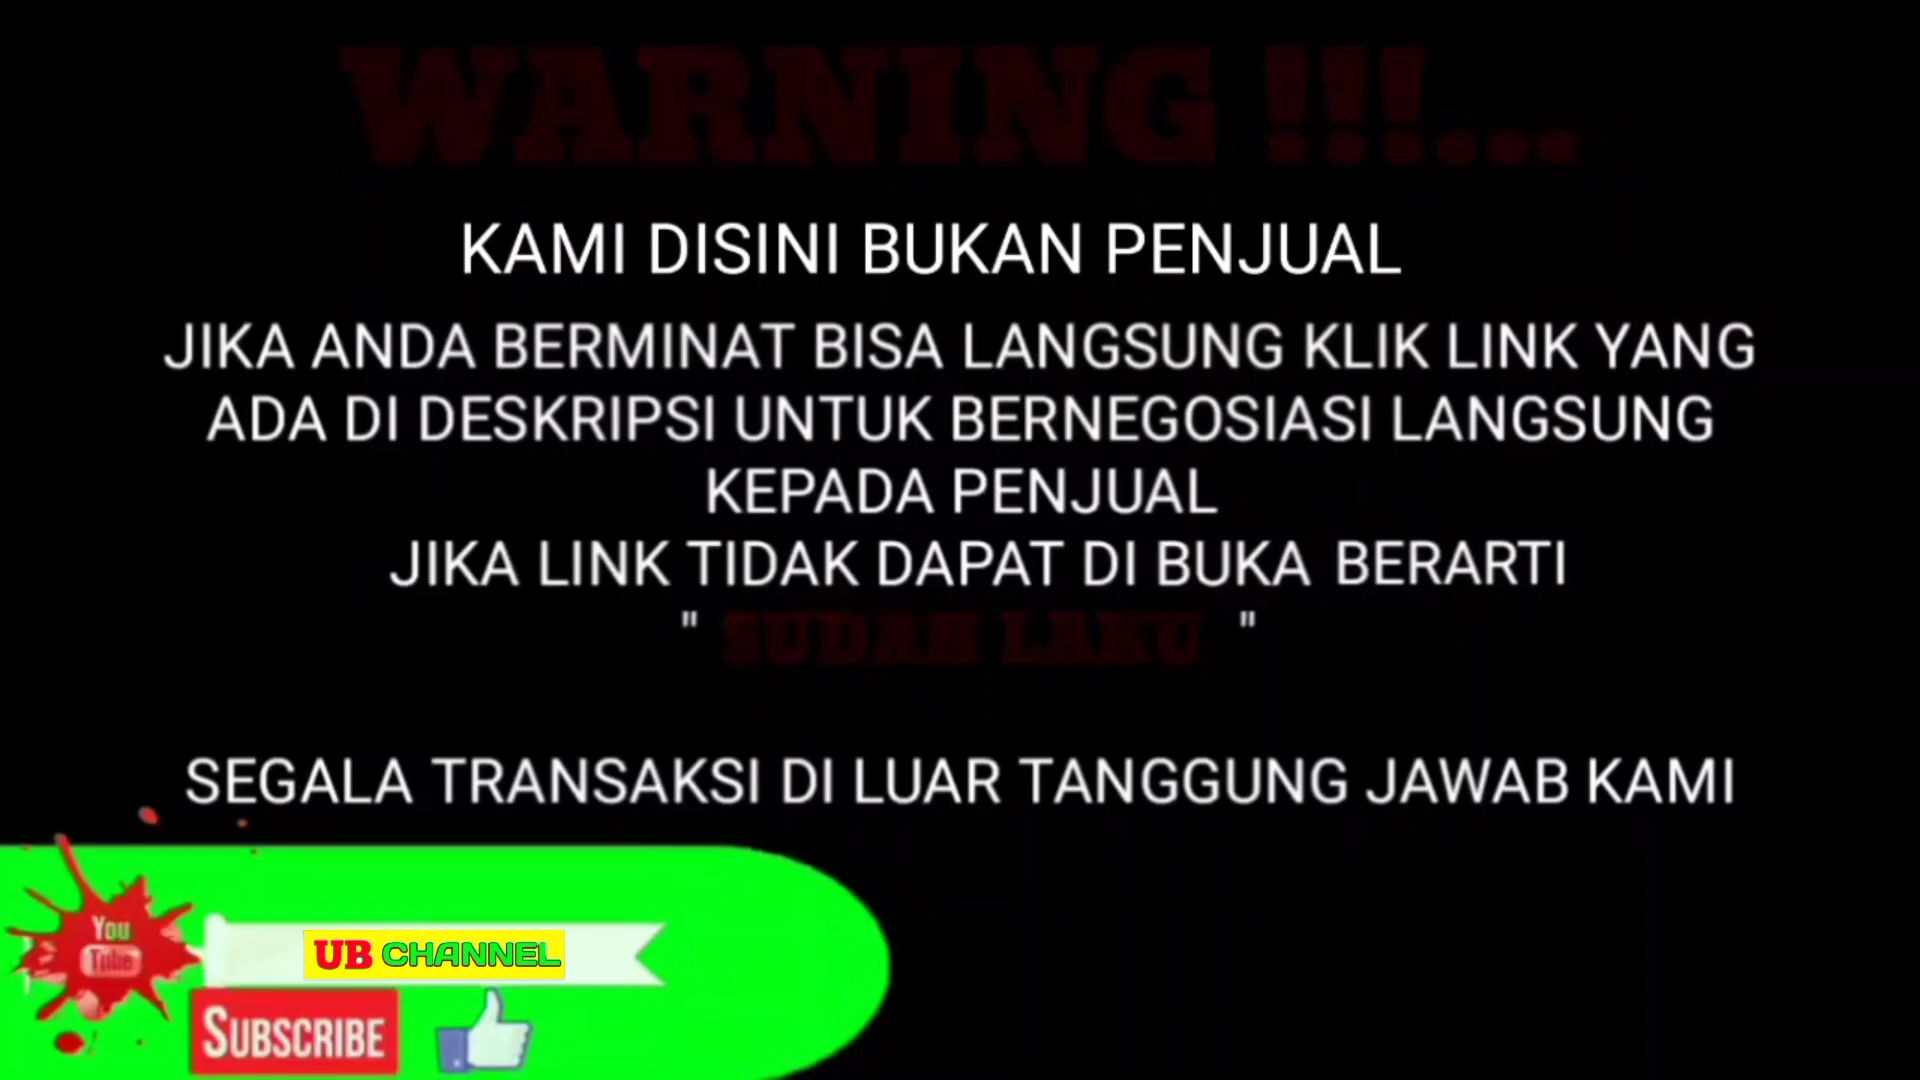 WARNING !!!...
KAMI DISINI BUKAN PENJUAL
JIKA ANDA BERMINAT BISA LANGSUNG KLIK LINK YANG
ADA DI DESKRIPSI UNTUK BERNEGOSIASI LANGSUNG
KEPADA PENJUAL
JIKA LINK TIDAK DAPAT DI BUKA BERARTI
" SUDAH LAKU "
SEGALA TRANSAKSI DI LUAR TANGGUNG JAWAB KAMI
You
Tube
UB CHANNEL
SUBSCRIBE